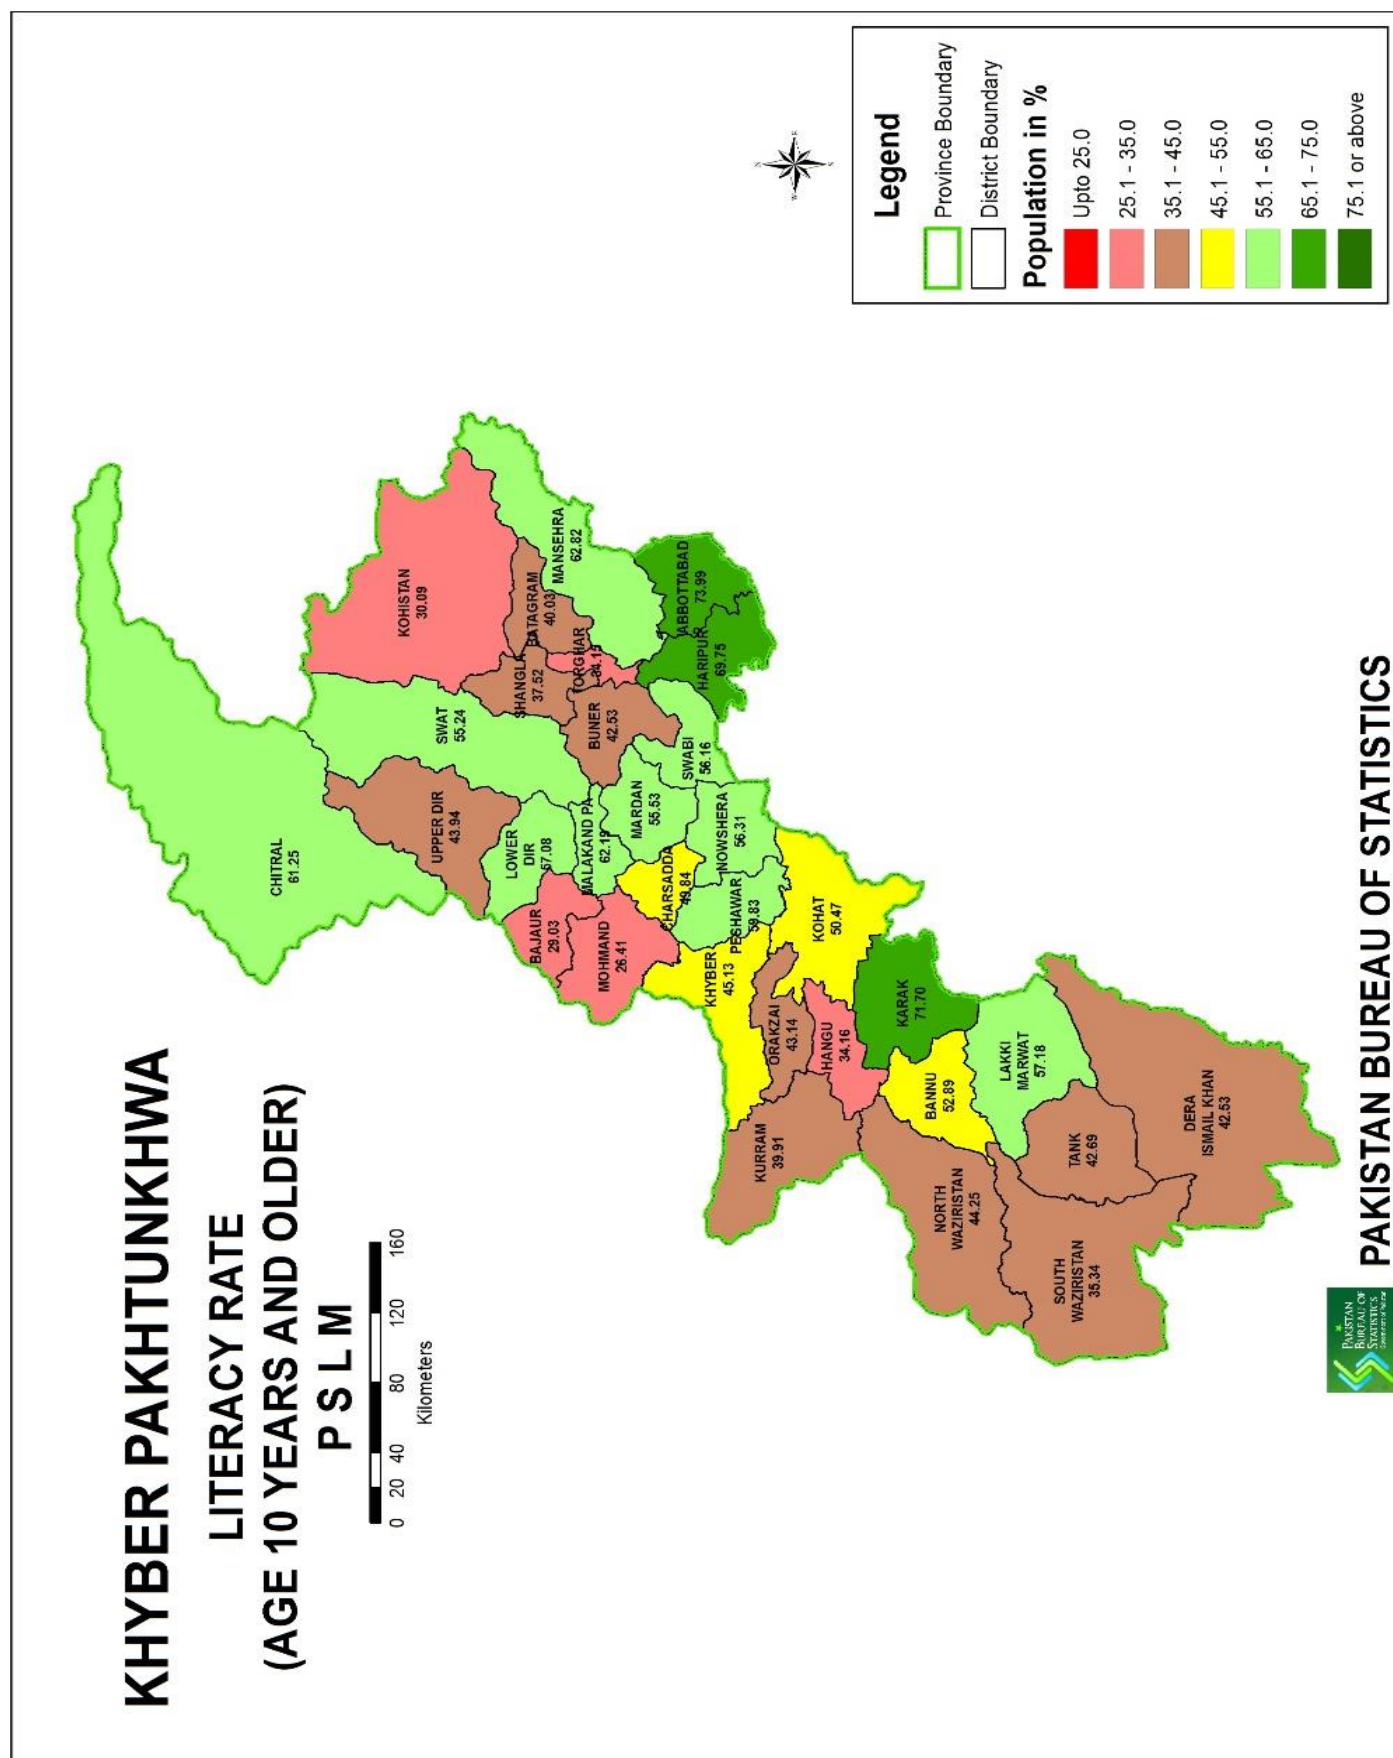 KHYBER PAKHTUNKHWA
LITERACY RATE
(AGE 10 YEARS AND OLDER)
P S L M
0 20 40 80 120 160
Kilometers
CHITRAL
61.25
UPPER DIR
43.94
SWAT
55.24
KOHISTAN
30.09
LOWER
DIR
57.08
SHANGLA
37.52
BATAGRAM
40.03
MANSEHRA
62.82
BAJAUR
29.03
MALAKAND PA
62.19
BUNER
42.53
TORGHAR
34.15
MOHMAND
26.41
CHARSADDA
49.84
MARDAN
55.53
SWABI
56.16
HARIPUR
69.75
ABBOTTABAD
73.99
KHYBER
45.13
PESHAWAR
59.83
NOWSHERA
56.31
KURRAM
39.91
ORAKZAI
43.14
HANGU
34.16
KOHAT
50.47
NORTH
WAZIRISTAN
44.25
BANNU
52.89
KARAK
71.70
SOUTH
WAZIRISTAN
35.34
TANK
42.69
LAKKI
MARWAT
57.18
DERA
ISMAIL KHAN
42.53
N
W
E
S
Legend
Province Boundary
District Boundary
Population in %
Upto 25.0
25.1 - 35.0
35.1 - 45.0
45.1 - 55.0
55.1 - 65.0
65.1 - 75.0
75.1 or above
PAKISTAN
BUREAU OF
STATISTICS
PAKISTAN BUREAU OF STATISTICS